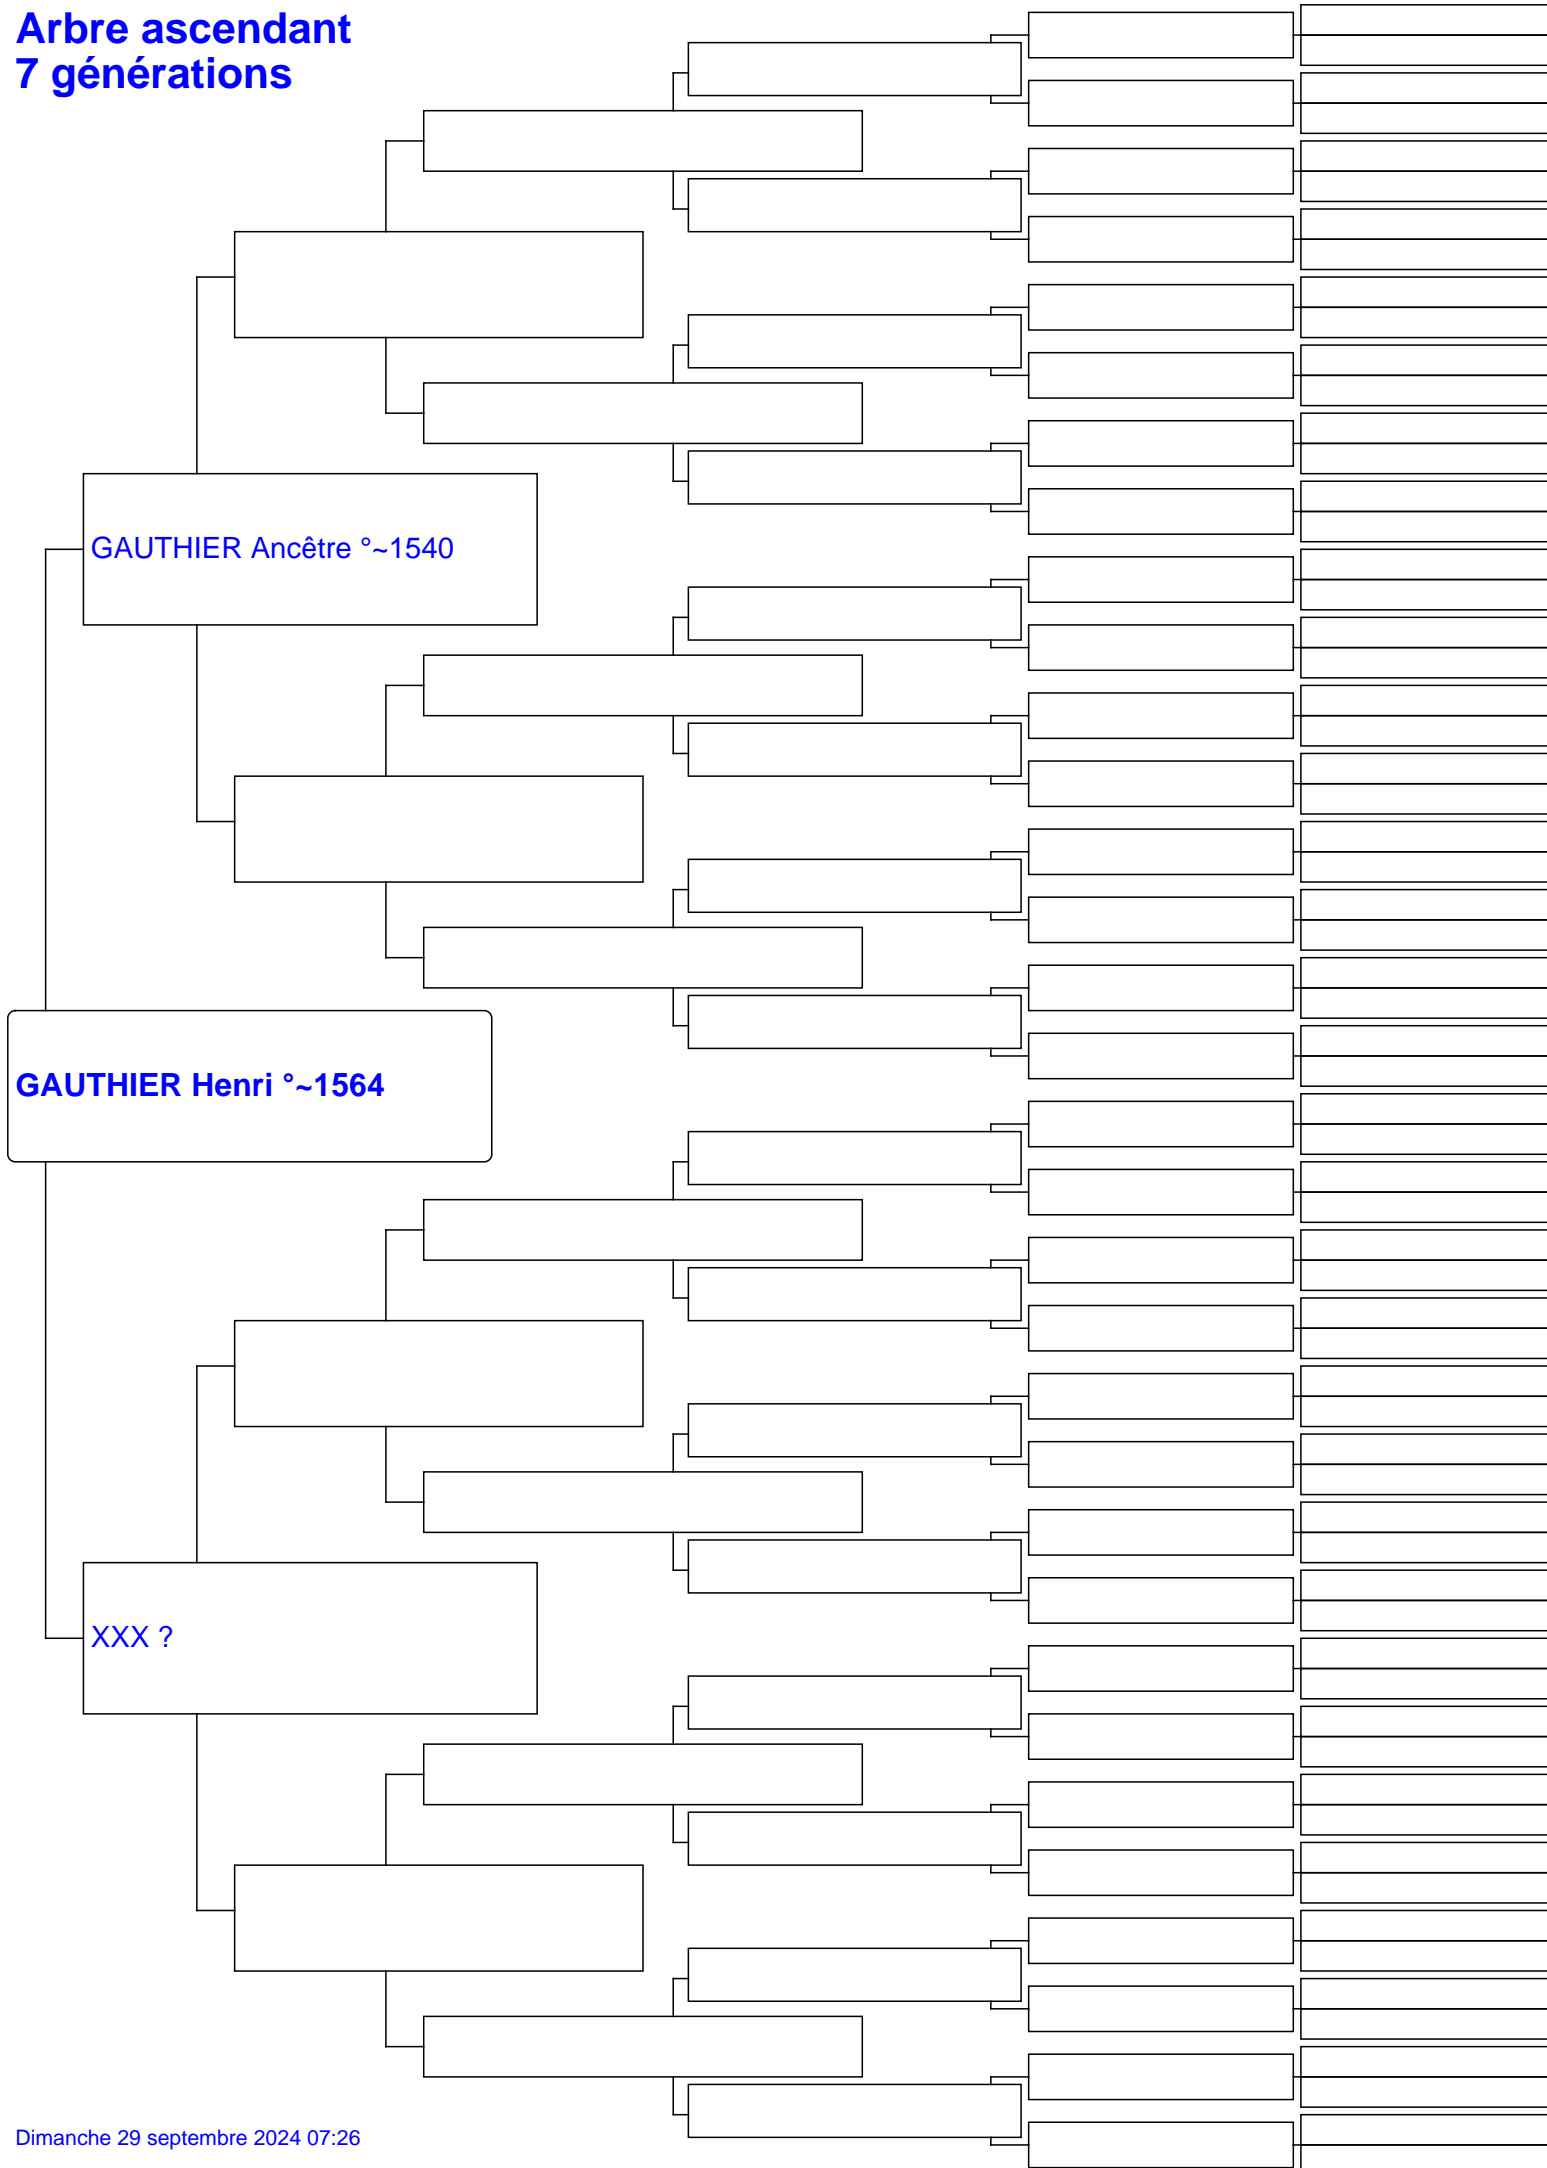 Arbre ascendant
7 générations
GAUTHIER Ancêtre °~1540
GAUTHIER Henri °~1564
XXX ?
Dimanche 29 septembre 2024 07:26